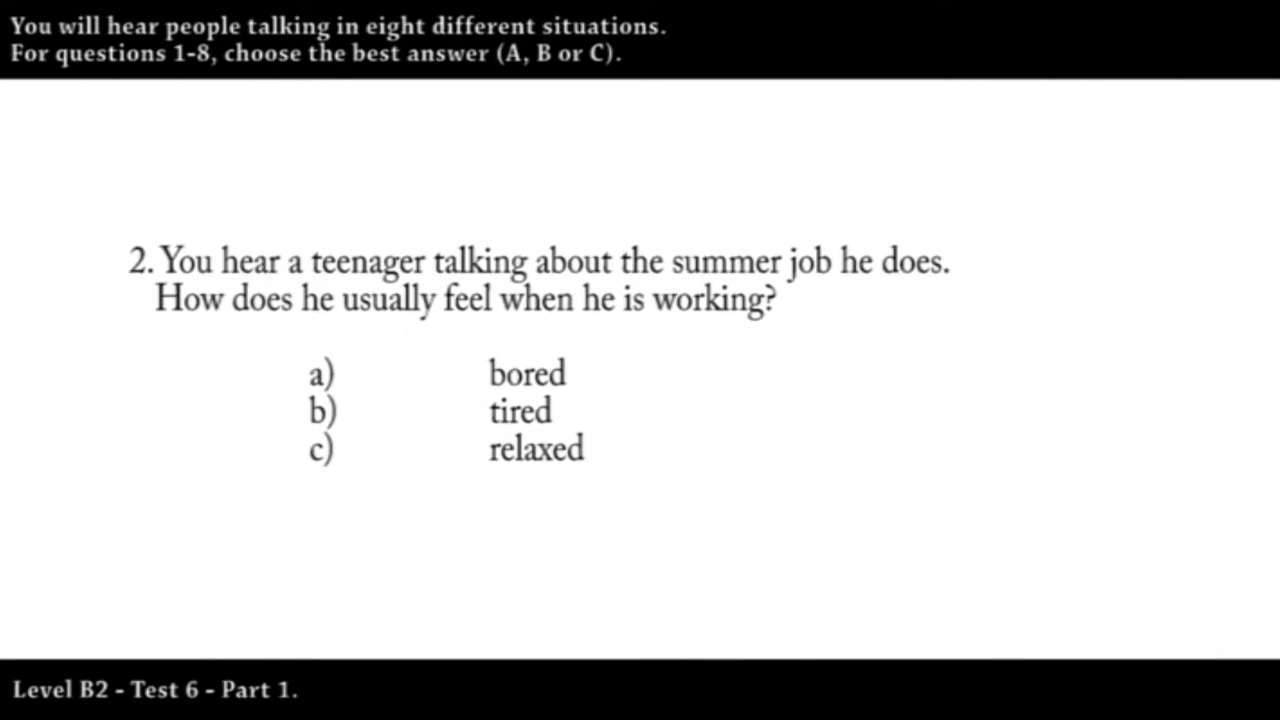 You will hear people talking in eight different situations.
For questions 1-8, choose the best answer (A, B or C).
2. You hear a teenager talking about the summer job he does.
How does he usually feel when he is working?
a) bored
b) tired
c) relaxed
Level B2 - Test 6 - Part 1.